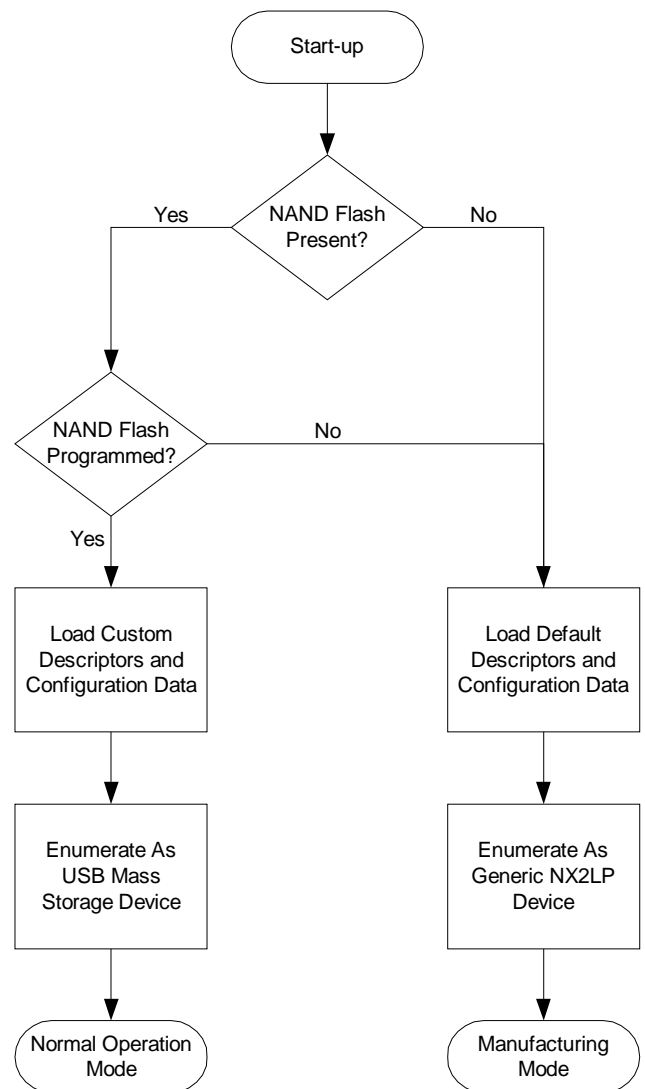 Start-up
NAND Flash
Present?
Yes
No
NAND Flash
Programmed?
No
Yes
Load Custom
Descriptors and
Configuration Data
Load Default
Descriptors and
Configuration Data
Enumerate As
USB Mass
Storage Device
Enumerate As
Generic NX2LP
Device
Normal Operation
Mode
Manufacturing
Mode